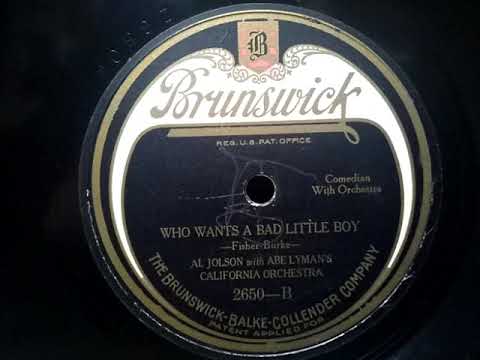 B
Brunswick
REG. U.S. PAT. OFFICE
Comedian
With Orchestra
WHO WANTS A BAD LITTLE BOY
—Fisher-Burke—
AL JOLSON with ABE LYMAN'S
CALIFORNIA ORCHESTRA
2650—B
THE BRUNSWICK-BALKE-COLLENDER COMPANY
PATENT APPLIED FOR